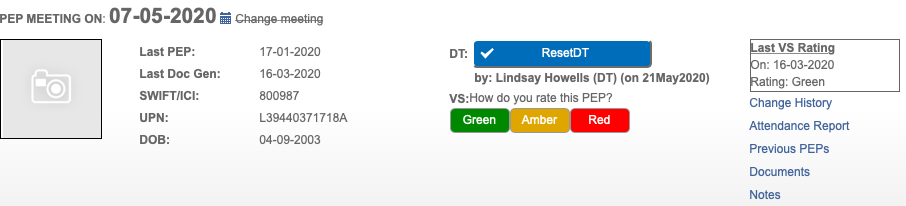 PEP MEETING ON: 07-05-2020 Change meeting
Last PEP: 17-01-2020
Last Doc Gen: 16-03-2020
SWIFT/ICI: 800987
UPN: L39440371718A
DOB: 04-09-2003
DT: ResetDT
by: Lindsay Howells (DT) (on 21May2020)
VS:How do you rate this PEP?
Green Amber Red
Last VS Rating
On: 16-03-2020
Rating: Green
Change History
Attendance Report
Previous PEPs
Documents
Notes